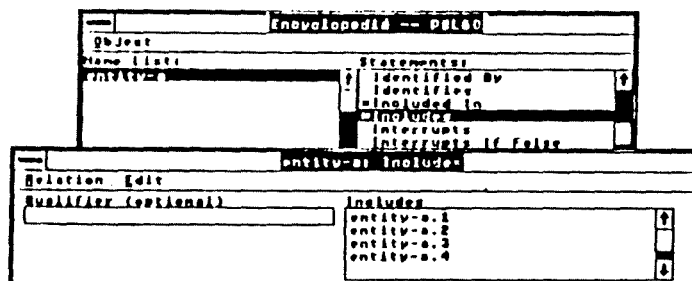 Encyclopedia -- PSL80
Object
Name list:
entity-a
Statements:
Identified By
Identifies
=Included In
=Includes
Interrupts
Interrupts If False
entity-a: Includes
Relation Edit
Qualifier (optional)
Includes
entity-a.1
entity-a.2
entity-a.3
entity-a.4